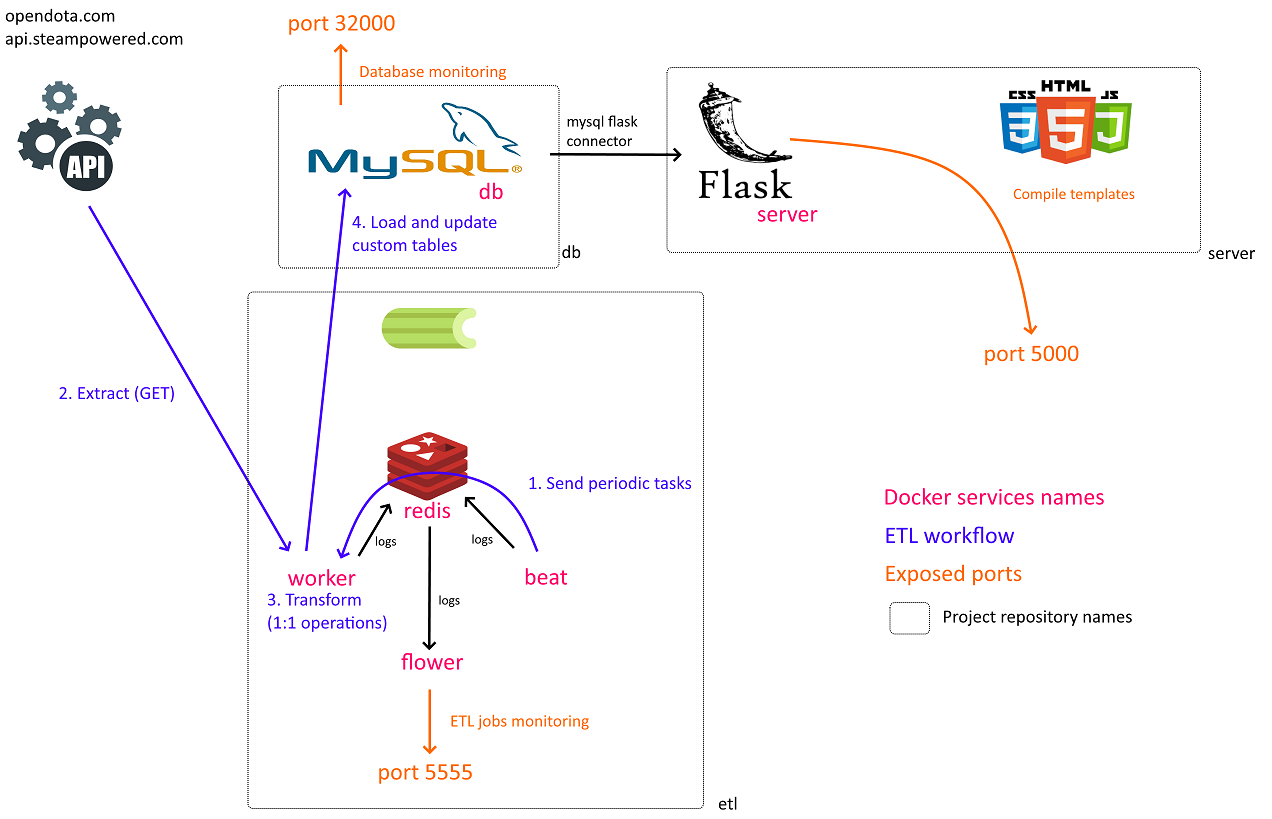 opendota.com
api.steampowered.com
port 32000
Database monitoring
API
MySQL®
db
4. Load and update
custom tables
db
mysql flask
connector
Flask
server
CSS HTML JS
3 5 J
Compile templates
server
port 5000
2. Extract (GET)
1. Send periodic tasks
redis
logs
logs
worker
beat
3. Transform
(1:1 operations)
logs
flower
ETL jobs monitoring
port 5555
etl
Docker services names
ETL workflow
Exposed ports
Project repository names